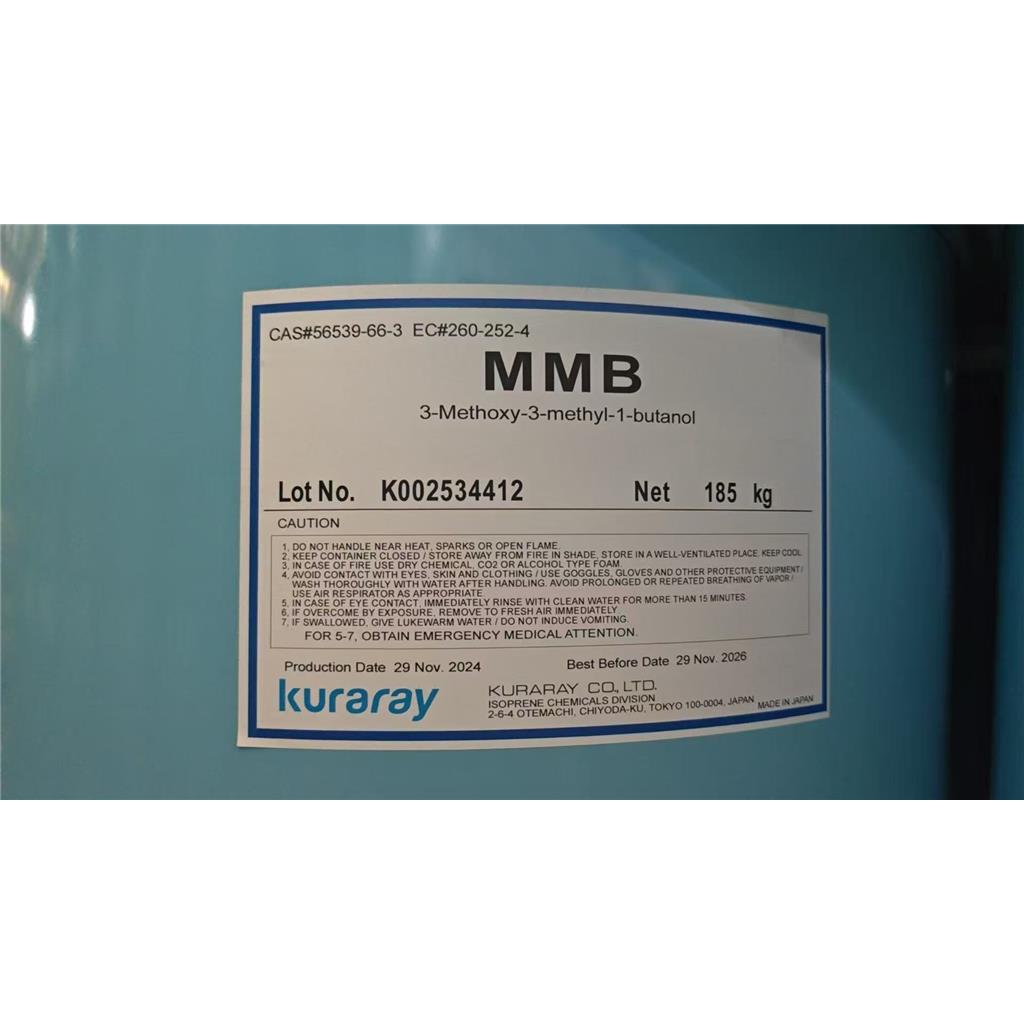 CAS#56539-66-3 EC#260-252-4
MMB
3-Methoxy-3-methyl-1-butanol
Lot No. K002534412 Net 185 kg
CAUTION
1, DO NOT HANDLE NEAR HEAT, SPARKS OR OPEN FLAME.
2, KEEP CONTAINER CLOSED / STORE AWAY FROM FIRE IN SHADE, STORE IN A WELL-VENTILATED PLACE, KEEP COOL.
3, IN CASE OF FIRE USE DRY CHEMICAL, CO2 OR ALCOHOL TYPE FOAM.
4, AVOID CONTACT WITH EYES, SKIN AND CLOTHING / USE GOGGLES, GLOVES AND OTHER PROTECTIVE EQUIPMENT /
WASH THOROUGHLY WITH WATER AFTER HANDLING. AVOID PROLONGED OR REPEATED BREATHING OF VAPOR /
USE AIR RESPIRATOR AS APPROPRIATE
5, IN CASE OF EYE CONTACT, IMMEDIATELY RINSE WITH CLEAN WATER FOR MORE THAN 15 MINUTES.
6, IF OVERCOME BY EXPOSURE, REMOVE TO FRESH AIR IMMEDIATELY.
7, IF SWALLOWED, GIVE LUKEWARM WATER / DO NOT INDUCE VOMITING.
FOR 5-7, OBTAIN EMERGENCY MEDICAL ATTENTION.
Production Date 29 Nov. 2024 Best Before Date 29 Nov. 2026
kuraray
KURARAY CO., LTD.
ISOPRENE CHEMICALS DIVISION
2-6-4 OTEMACHI, CHIYODA-KU, TOKYO 100-0004, JAPAN MADE IN JAPAN